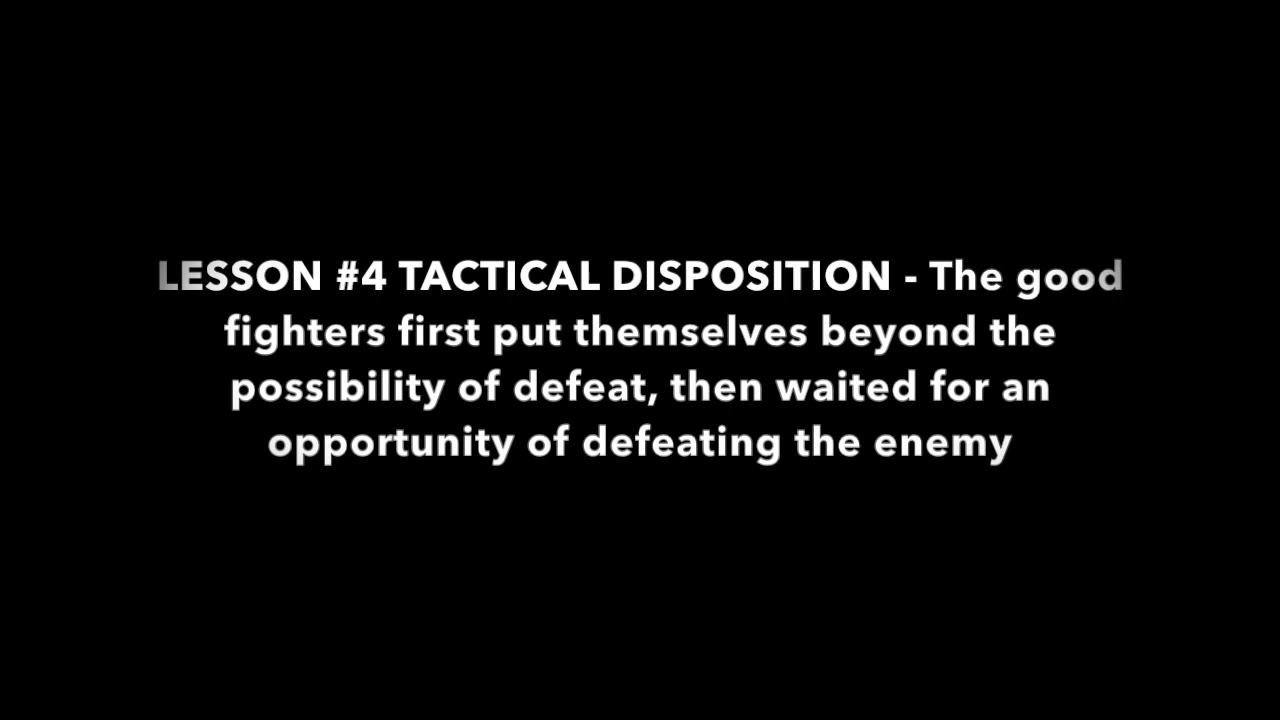 LESSON #4 TACTICAL DISPOSITION - The good
fighters first put themselves beyond the
possibility of defeat, then waited for an
opportunity of defeating the enemy